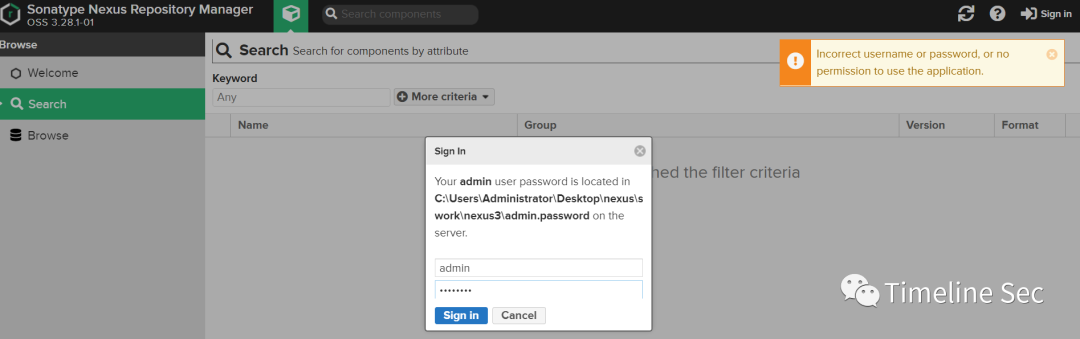 Sonatype Nexus Repository Manager
OSS 3.28.1-01
Search components
Sign in
Browse
Welcome
Search
Browse
Search Search for components by attribute
Incorrect username or password, or no
permission to use the application.
Keyword
Any
More criteria
Name Group Version Format
hed the filter criteria
Sign In
Your admin user password is located in
C:\Users\Administrator\Desktop\nexus\s
work\nexus3\admin.password on the
server.
admin
••••••••
Sign in Cancel
Timeline Sec